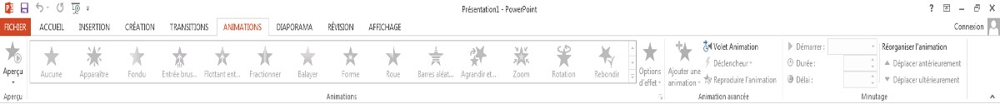 Présentation1 - PowerPoint
?
FICHIER ACCUEIL INSERTION CRÉATION TRANSITIONS ANIMATIONS DIAPORAMA RÉVISION AFFICHAGE Connexion
Aperçu
Aucune Apparaître Fondu Entrée brus... Flottant ent... Fractionner Balayer Forme Roue Barres aléat... Agrandir et... Zoom Rotation Rebondir
Options d'effet
Ajouter une animation
Volet Animation
Déclencheur
Reproduire l'animation
Démarrer :
Durée :
Délai :
Réorganiser l'animation
Déplacer antérieurement
Déplacer ultérieurement
Aperçu Animations Animation avancée Minutage